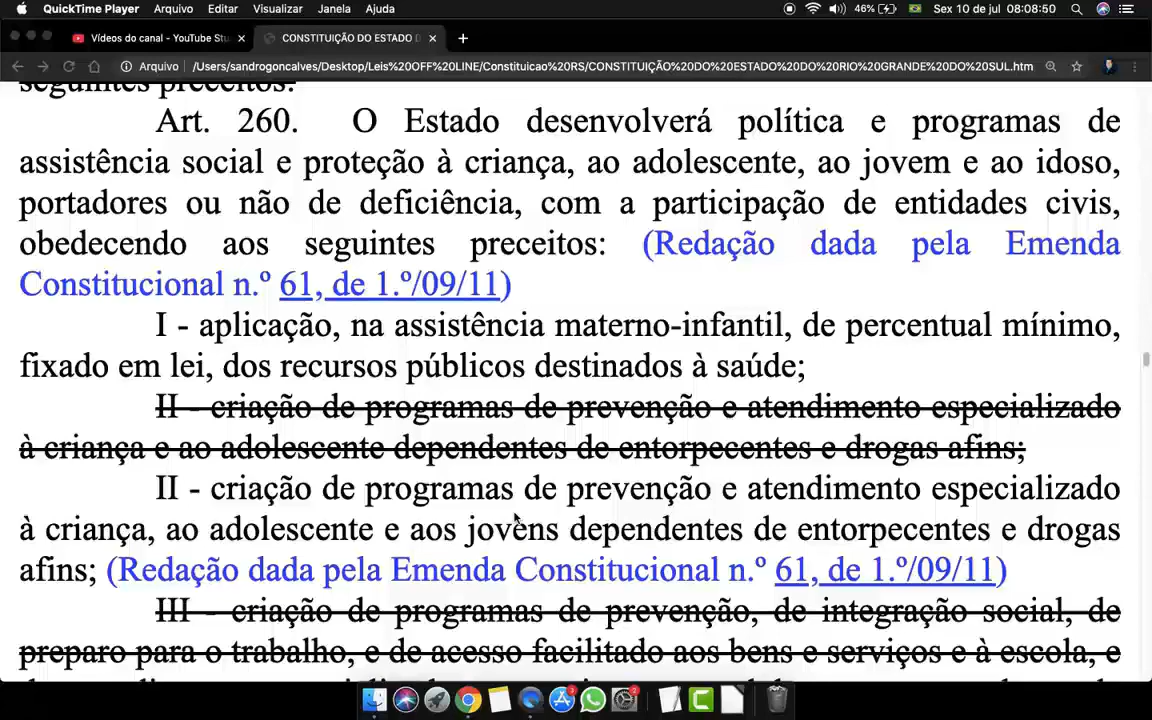 QuickTime Player Arquivo Editar Visualizar Janela Ajuda 46% Sex 10 de jul 08:08:50
Vídeos do canal - YouTube Stu CONSTITUIÇÃO DO ESTADO D
Arquivo /Users/sandrogoncalves/Desktop/Leis%20OFF%20LINE/Constituicao%20RS/CONSTITUIÇÃO%20DO%20ESTADO%20DO%20RIO%20GRANDE%20DO%20SUL.htm
seguintes preceitos:
Art. 260. O Estado desenvolverá política e programas de
assistência social e proteção à criança, ao adolescente, ao jovem e ao idoso,
portadores ou não de deficiência, com a participação de entidades civis,
obedecendo aos seguintes preceitos: (Redação dada pela Emenda
Constitucional n.º 61, de 1.º/09/11)
I - aplicação, na assistência materno-infantil, de percentual mínimo,
fixado em lei, dos recursos públicos destinados à saúde;
II - criação de programas de prevenção e atendimento especializado
à criança e ao adolescente dependentes de entorpecentes e drogas afins;
II - criação de programas de prevenção e atendimento especializado
à criança, ao adolescente e aos jovens dependentes de entorpecentes e drogas
afins; (Redação dada pela Emenda Constitucional n.º 61, de 1.º/09/11)
III - criação de programas de prevenção, de integração social, de
preparo para o trabalho, e de acesso facilitado aos bens e serviços e à escola, e